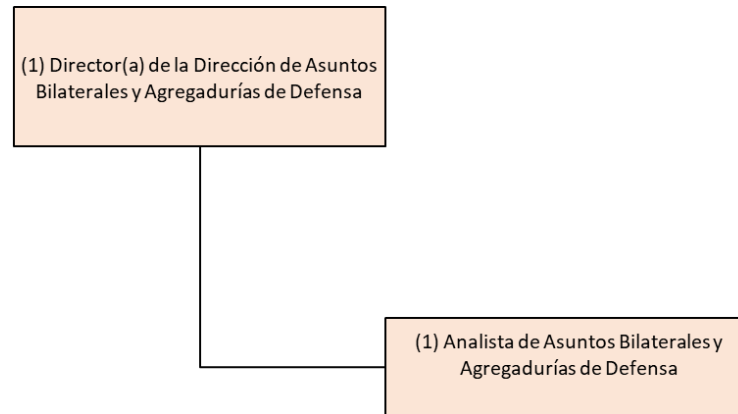 (1) Director(a) de la Dirección de Asuntos
Bilaterales y Agregadurías de Defensa
(1) Analista de Asuntos Bilaterales y
Agregadurías de Defensa